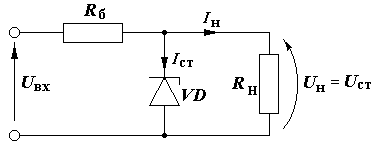 Rб
Iн
Iст
Uвх
VD
Rн
Uн = Uст